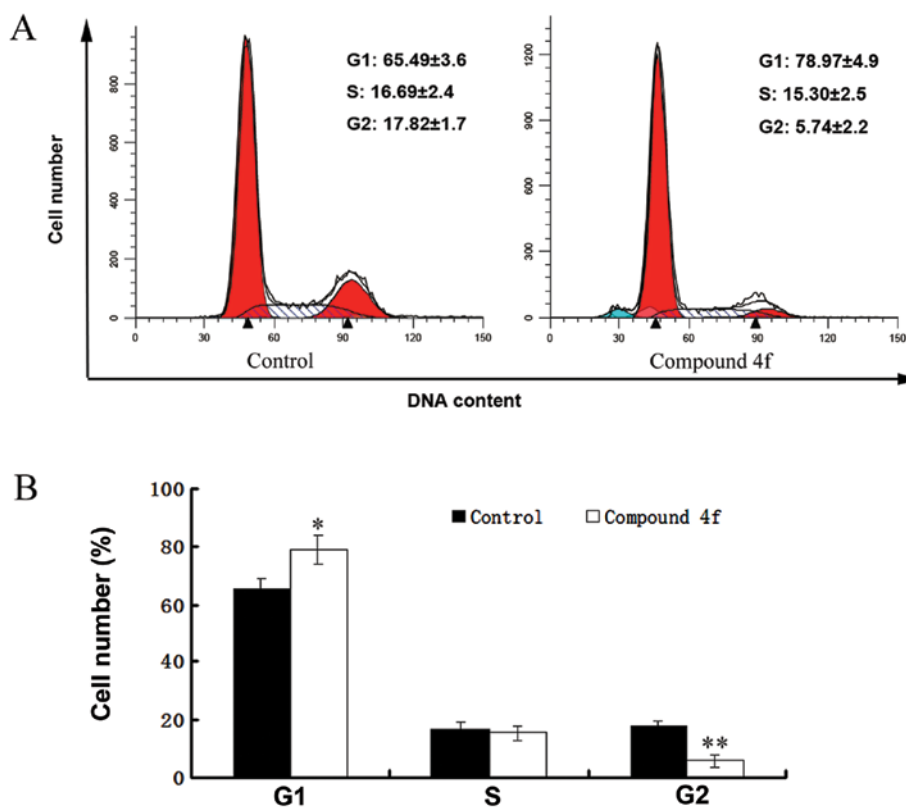 A
Cell number
0 200 400 600 800
G1: 65.49±3.6
S: 16.69±2.4
G2: 17.82±1.7
0 30 60 90 120 150
Control
0 300 600 900 1200
G1: 78.97±4.9
S: 15.30±2.5
G2: 5.74±2.2
0 30 60 90 120 150
Compound 4f
DNA content
B
Cell number (%)
100
80
60
40
20
0
Control Compound 4f
*
**
G1 S G2